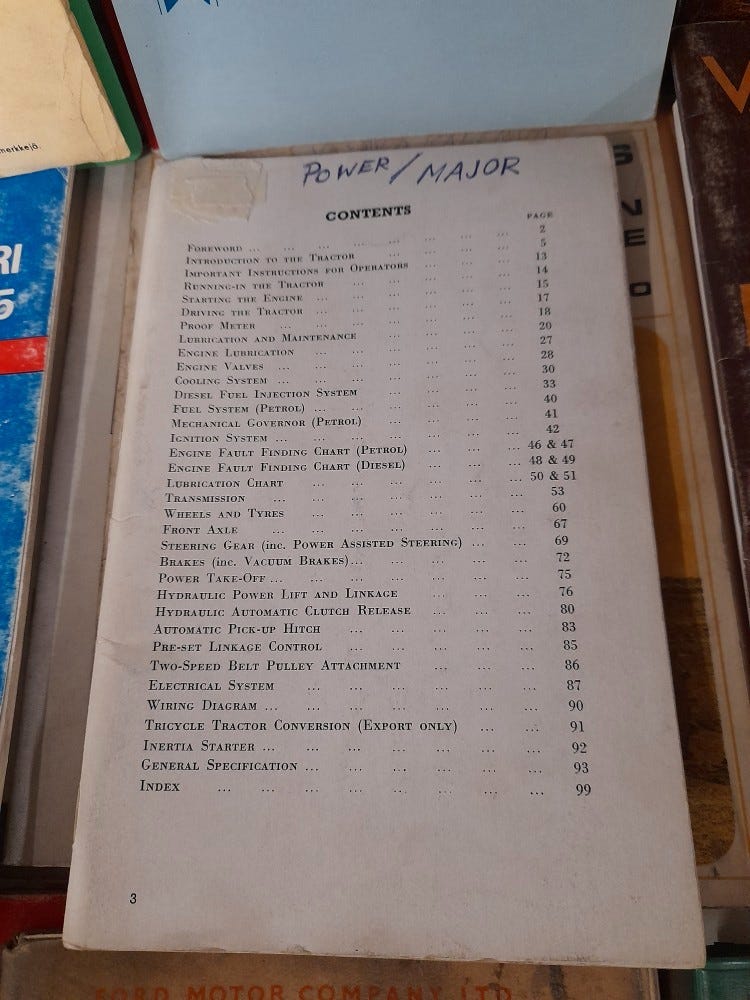 merkkejö.
RI
5
S
N
E
O
POWER / MAJOR
CONTENTS
PAGE
Foreword ... ... ... ... ... ... ... ... 2
Introduction to the Tractor ... ... ... ... 5
Important Instructions for Operators ... ... ... 13
Running-in the Tractor ... ... ... ... ... 14
Starting the Engine ... ... ... ... ... ... 15
Driving the Tractor ... ... ... ... ... ... 17
Proof Meter ... ... ... ... ... ... ... 18
Lubrication and Maintenance ... ... ... ... 20
Engine Lubrication ... ... ... ... ... ... 27
Engine Valves ... ... ... ... ... ... ... 28
Cooling System ... ... ... ... ... ... ... 30
Diesel Fuel Injection System ... ... ... ... 33
Fuel System (Petrol) ... ... ... ... ... ... 40
Mechanical Governor (Petrol) ... ... ... ... 41
Ignition System ... ... ... ... ... ... ... 42
Engine Fault Finding Chart (Petrol) ... ... ... 46 & 47
Engine Fault Finding Chart (Diesel) ... ... ... 48 & 49
Lubrication Chart ... ... ... ... ... ... 50 & 51
Transmission ... ... ... ... ... ... ... 53
Wheels and Tyres ... ... ... ... ... ... 60
Front Axle ... ... ... ... ... ... ... 67
Steering Gear (inc. Power Assisted Steering) ... ... 69
Brakes (inc. Vacuum Brakes)... ... ... ... ... 72
Power Take-Off ... ... ... ... ... ... ... 75
Hydraulic Power Lift and Linkage ... ... ... 76
Hydraulic Automatic Clutch Release ... ... ... 80
Automatic Pick-up Hitch ... ... ... ... ... 83
Pre-set Linkage Control ... ... ... ... ... 85
Two-Speed Belt Pulley Attachment ... ... ... 86
Electrical System ... ... ... ... ... ... 87
Wiring Diagram ... ... ... ... ... ... ... 90
Tricycle Tractor Conversion (Export only) ... ... 91
Inertia Starter ... ... ... ... ... ... ... 92
General Specification ... ... ... ... ... ... 93
Index ... ... ... ... ... ... ... ... 99
3
FORD MOTOR COMPANY LTD